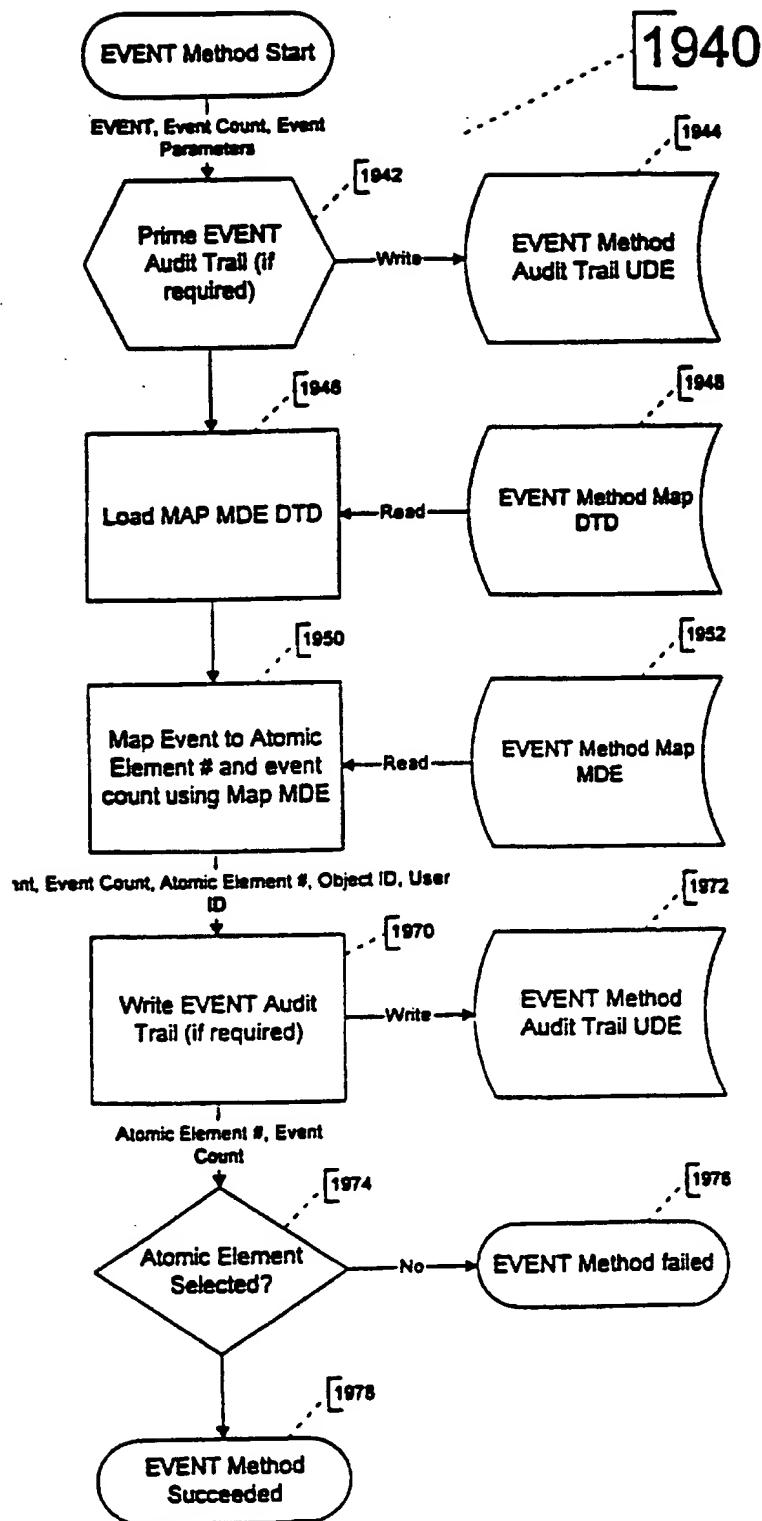 EVENT Method Start
1940
EVENT, Event Count, Event
Parameters
1942
1944
Prime EVENT
Audit Trail (if
required)
Write
EVENT Method
Audit Trail UDE
1946
1948
Load MAP MDE DTD
Read
EVENT Method Map
DTD
1950
1952
Map Event to Atomic
Element # and event
count using Map MDE
Read
EVENT Method Map
MDE
nt, Event Count, Atomic Element #, Object ID, User
ID
1970
1972
Write EVENT Audit
Trail (if required)
Write
EVENT Method
Audit Trail UDE
Atomic Element #, Event
Count
1974
1976
Atomic Element
Selected?
No
EVENT Method failed
1978
EVENT Method
Succeeded